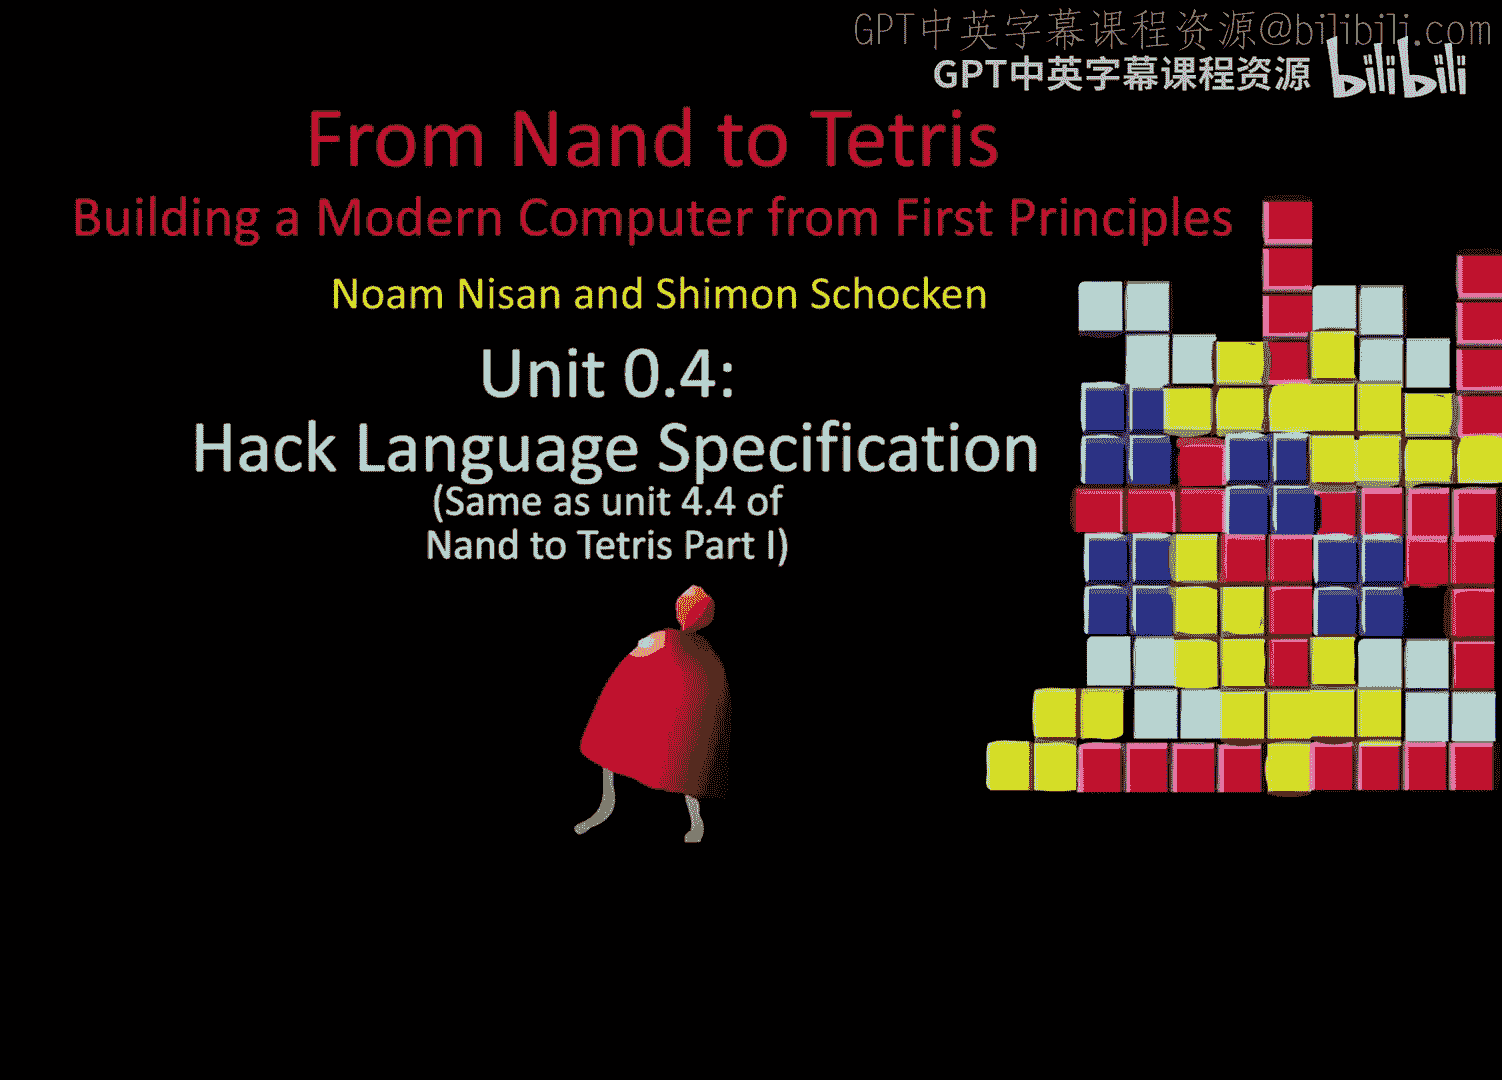 GPT中英字幕课程资源@bilibili.com
GPT中英字幕课程资源 bilibili
From Nand to Tetris
Building a Modern Computer from First Principles
Noam Nisan and Shimon Schocken
Unit 0.4:
Hack Language Specification
(Same as unit 4.4 of
Nand to Tetris Part I)